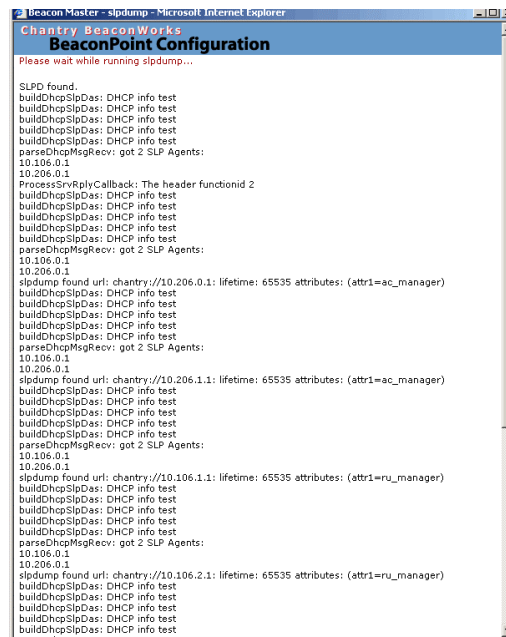 Beacon Master - slpdump - Microsoft Internet Explorer
Chantry BeaconWorks
BeaconPoint Configuration
Please wait while running slpdump...
SLPD found.
buildDhcpSlpDas: DHCP info test
buildDhcpSlpDas: DHCP info test
buildDhcpSlpDas: DHCP info test
buildDhcpSlpDas: DHCP info test
buildDhcpSlpDas: DHCP info test
parseDhcpMsgRecv: got 2 SLP Agents:
10.106.0.1
10.206.0.1
ProcessSrvRplyCallback: The header functionid 2
buildDhcpSlpDas: DHCP info test
buildDhcpSlpDas: DHCP info test
buildDhcpSlpDas: DHCP info test
buildDhcpSlpDas: DHCP info test
buildDhcpSlpDas: DHCP info test
parseDhcpMsgRecv: got 2 SLP Agents:
10.106.0.1
10.206.0.1
slpdump found url: chantry://10.206.0.1: lifetime: 65535 attributes: (attr1=ac_manager)
buildDhcpSlpDas: DHCP info test
buildDhcpSlpDas: DHCP info test
buildDhcpSlpDas: DHCP info test
buildDhcpSlpDas: DHCP info test
buildDhcpSlpDas: DHCP info test
parseDhcpMsgRecv: got 2 SLP Agents:
10.106.0.1
10.206.0.1
slpdump found url: chantry://10.206.1.1: lifetime: 65535 attributes: (attr1=ac_manager)
buildDhcpSlpDas: DHCP info test
buildDhcpSlpDas: DHCP info test
buildDhcpSlpDas: DHCP info test
buildDhcpSlpDas: DHCP info test
buildDhcpSlpDas: DHCP info test
parseDhcpMsgRecv: got 2 SLP Agents:
10.106.0.1
10.206.0.1
slpdump found url: chantry://10.106.1.1: lifetime: 65535 attributes: (attr1=ru_manager)
buildDhcpSlpDas: DHCP info test
buildDhcpSlpDas: DHCP info test
buildDhcpSlpDas: DHCP info test
buildDhcpSlpDas: DHCP info test
buildDhcpSlpDas: DHCP info test
parseDhcpMsgRecv: got 2 SLP Agents:
10.106.0.1
10.206.0.1
slpdump found url: chantry://10.106.2.1: lifetime: 65535 attributes: (attr1=ru_manager)
buildDhcpSlpDas: DHCP info test
buildDhcpSlpDas: DHCP info test
buildDhcpSlpDas: DHCP info test
buildDhcpSlpDas: DHCP info test
buildDhcpSlpDas: DHCP info test